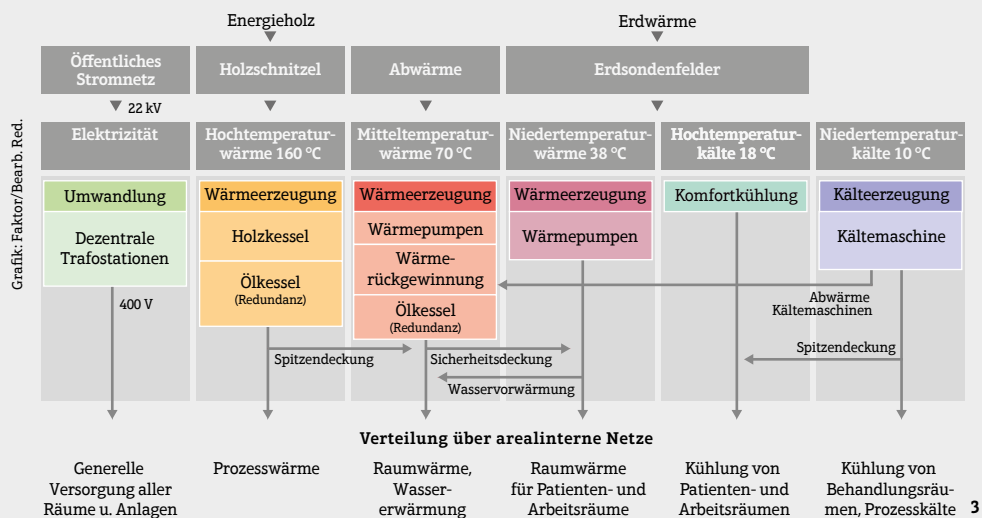 Energieholz
Erdwärme
Öffentliches
Stromnetz
Holzschnitzel
Abwärme
Erdsondenfelder
22 kV
Elektrizität
Hochtemperatur-
wärme 160 °C
Mitteltemperatur-
wärme 70 °C
Niedertemperatur-
wärme 38 °C
Hochtemperatur-
kälte 18 °C
Niedertemperatur-
kälte 10 °C
Umwandlung
Dezentrale
Trafostationen
400 V
Wärmeerzeugung
Holzkessel
Ölkessel
(Redundanz)
Wärmeerzeugung
Wärmepumpen
Wärme-
rückgewinnung
Ölkessel
(Redundanz)
Wärmeerzeugung
Wärmepumpen
Komfortkühlung
Kälteerzeugung
Kältemaschine
Abwärme
Kältemaschinen
Spitzendeckung
Sicherheitsdeckung
Spitzendeckung
Wasservorwärmung
Verteilung über arealinterne Netze
Generelle
Versorgung aller
Räume u. Anlagen
Prozesswärme
Raumwärme,
Wasser-
erwärmung
Raumwärme
für Patienten- und
Arbeitsräume
Kühlung von
Patienten- und
Arbeitsräumen
Kühlung von
Behandlungsräu-
men, Prozesskälte
3
Grafik: Faktor/Bearb. Red.